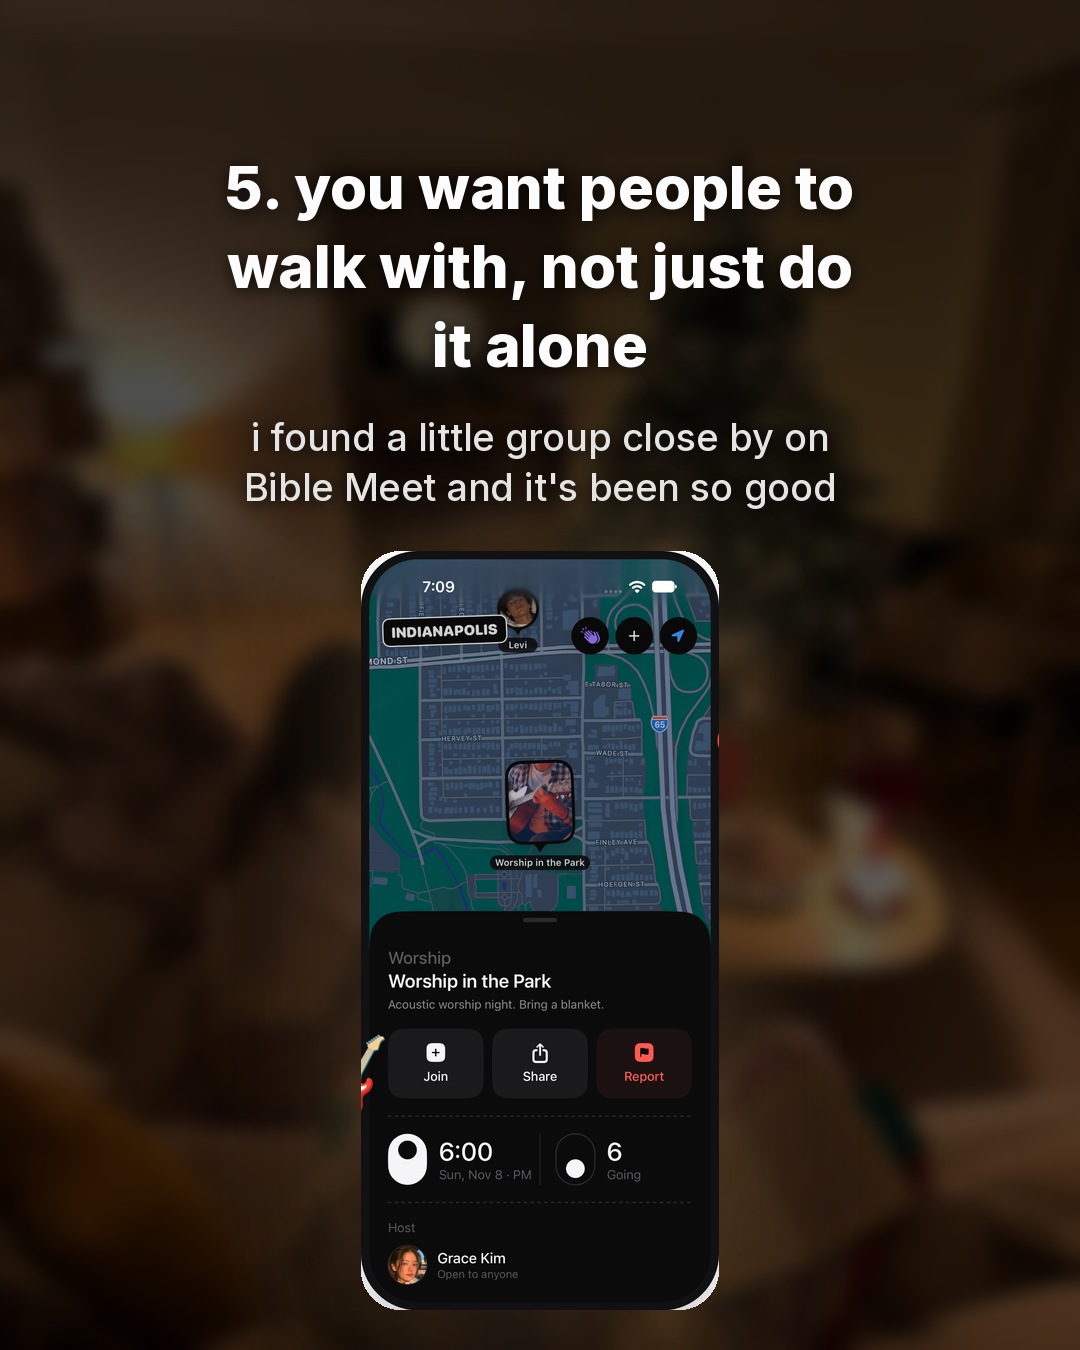 5. you want people to
walk with, not just do
it alone
i found a little group close by on
Bible Meet and it's been so good
7:09
INDIANAPOLIS
Levi
MOND ST
E TABOR ST
65
HERVEY ST
WADE ST
FINLEY AVE
Worship in the Park
HOEFGEN ST
Worship
Worship in the Park
Acoustic worship night. Bring a blanket.
Join
Share
Report
6:00
Sun, Nov 8 · PM
6
Going
Host
Grace Kim
Open to anyone